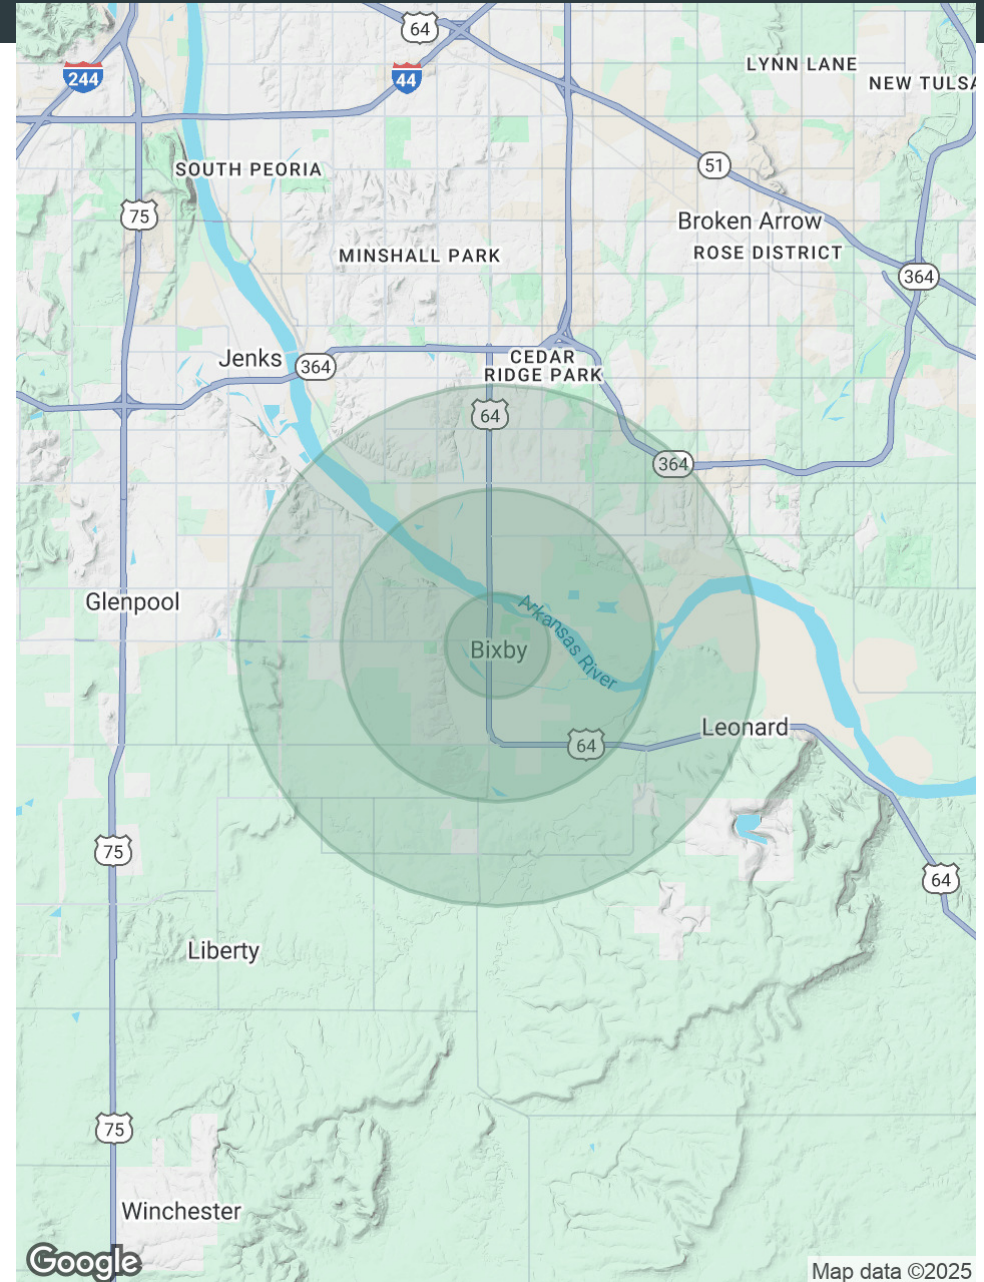 64
244
44
LYNN LANE
NEW TULSA
51
SOUTH PEORIA
75
Broken Arrow
ROSE DISTRICT
MINSHALL PARK
364
Jenks
364
CEDAR
RIDGE PARK
64
364
Glenpool
Arkansas River
Bixby
Leonard
64
75
64
Liberty
75
Winchester
Google
Map data ©2025